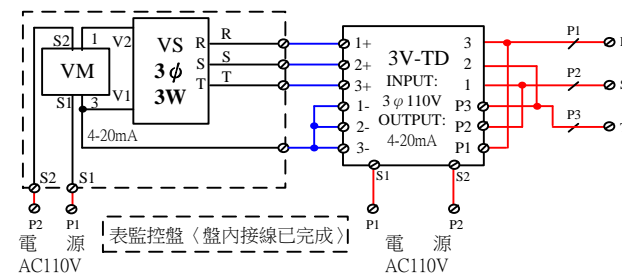 S2 1 V2 VS R R
VM 3φ S S
3W T T
S1 3 V1
4-20mA
1+ 3V-TD 3 P1
2+ INPUT: 2
3+ 3φ110V 1 P2 S
1- OUTPUT: P3
2- 4-20mA P2 P3
3- P1
S1 S2
S2 S1
P2 P1
P1 P2
電 源
AC110V
表監控盤〈盤內接線已完成〉
電 源
AC110V